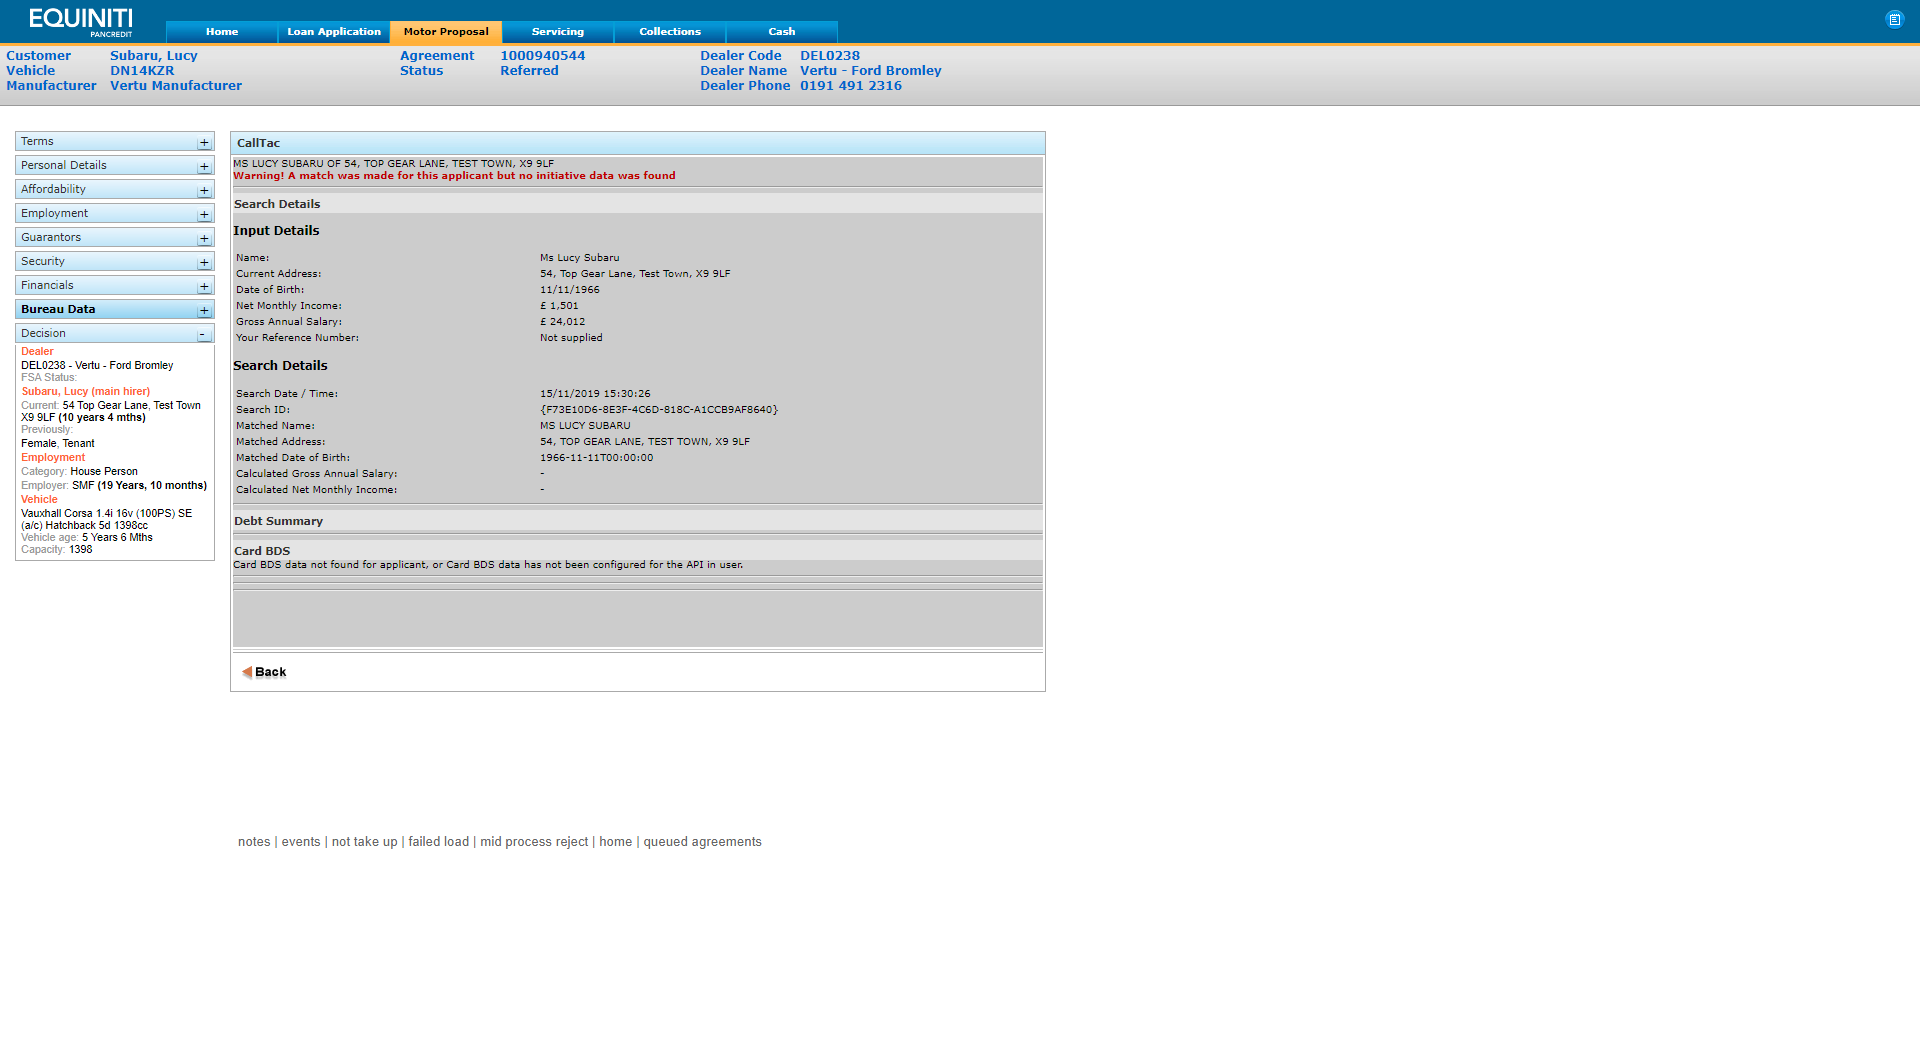 EQUINITI
PANCREDIT
Home Loan Application Motor Proposal Servicing Collections Cash
Customer Subaru, Lucy Agreement 1000940544 Dealer Code DEL0238
Vehicle DN14KZR Status Referred Dealer Name Vertu - Ford Bromley
Manufacturer Vertu Manufacturer Dealer Phone 0191 491 2316
Terms
Personal Details
Affordability
Employment
Guarantors
Security
Financials
Bureau Data
Decision
Dealer
DEL0238 - Vertu - Ford Bromley
FSA Status:
Subaru, Lucy (main hirer)
Current: 54 Top Gear Lane, Test Town
X9 9LF (10 years 4 mths)
Previously:
Female, Tenant
Employment
Category: House Person
Employer: SMF (19 Years, 10 months)
Vehicle
Vauxhall Corsa 1.4i 16v (100PS) SE
(a/c) Hatchback 5d 1398cc
Vehicle age: 5 Years 6 Mths
Capacity: 1398
CallTac
MS LUCY SUBARU OF 54, TOP GEAR LANE, TEST TOWN, X9 9LF
Warning! A match was made for this applicant but no initiative data was found
Search Details
Input Details
Name: Ms Lucy Subaru
Current Address: 54, Top Gear Lane, Test Town, X9 9LF
Date of Birth: 11/11/1966
Net Monthly Income: £ 1,501
Gross Annual Salary: £ 24,012
Your Reference Number: Not supplied
Search Details
Search Date / Time: 15/11/2019 15:30:26
Search ID: {F73E10D6-8E3F-4C6D-818C-A1CCB9AF8640}
Matched Name: MS LUCY SUBARU
Matched Address: 54, TOP GEAR LANE, TEST TOWN, X9 9LF
Matched Date of Birth: 1966-11-11T00:00:00
Calculated Gross Annual Salary: -
Calculated Net Monthly Income: -
Debt Summary
Card BDS
Card BDS data not found for applicant, or Card BDS data has not been configured for the API in user.
Back
notes | events | not take up | failed load | mid process reject | home | queued agreements